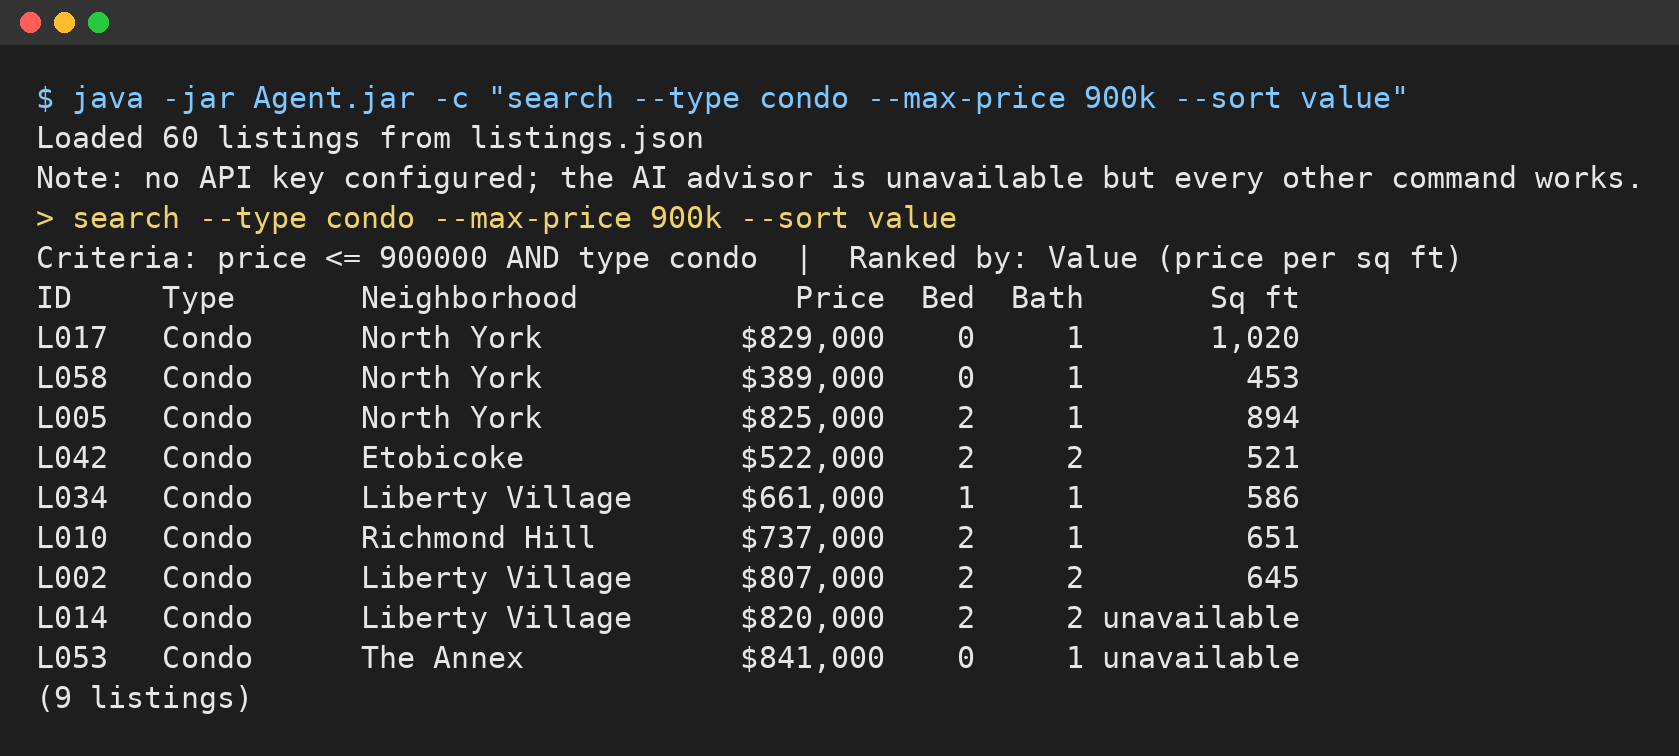 $ java -jar Agent.jar -c "search --type condo --max-price 900k --sort value"
Loaded 60 listings from listings.json
Note: no API key configured; the AI advisor is unavailable but every other command works.
> search --type condo --max-price 900k --sort value
Criteria: price <= 900000 AND type condo  |  Ranked by: Value (price per sq ft)
ID     Type       Neighborhood            Price  Bed  Bath       Sq ft
L017   Condo      North York           $829,000    0     1       1,020
L058   Condo      North York           $389,000    0     1         453
L005   Condo      North York           $825,000    2     1         894
L042   Condo      Etobicoke            $522,000    2     2         521
L034   Condo      Liberty Village      $661,000    1     1         586
L010   Condo      Richmond Hill        $737,000    2     1         651
L002   Condo      Liberty Village      $807,000    2     2         645
L014   Condo      Liberty Village      $820,000    2     2 unavailable
L053   Condo      The Annex            $841,000    0     1 unavailable
(9 listings)